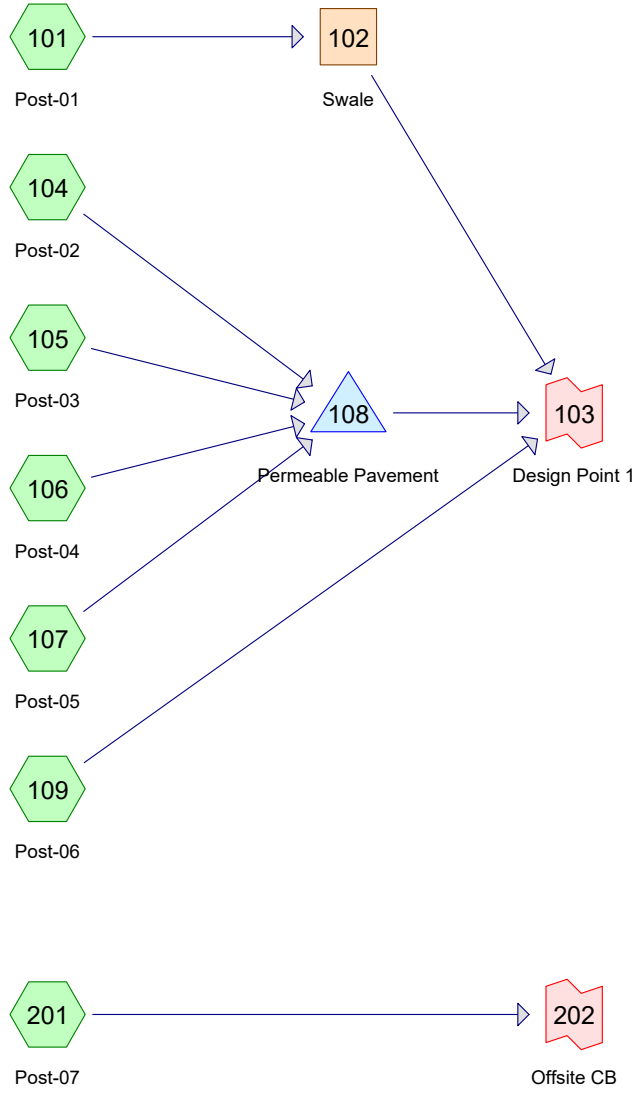 101
Post-01
102
Swale
104
Post-02
105
Post-03
108
Permeable Pavement
103
Design Point 1
106
Post-04
107
Post-05
109
Post-06
201
Post-07
202
Offsite CB